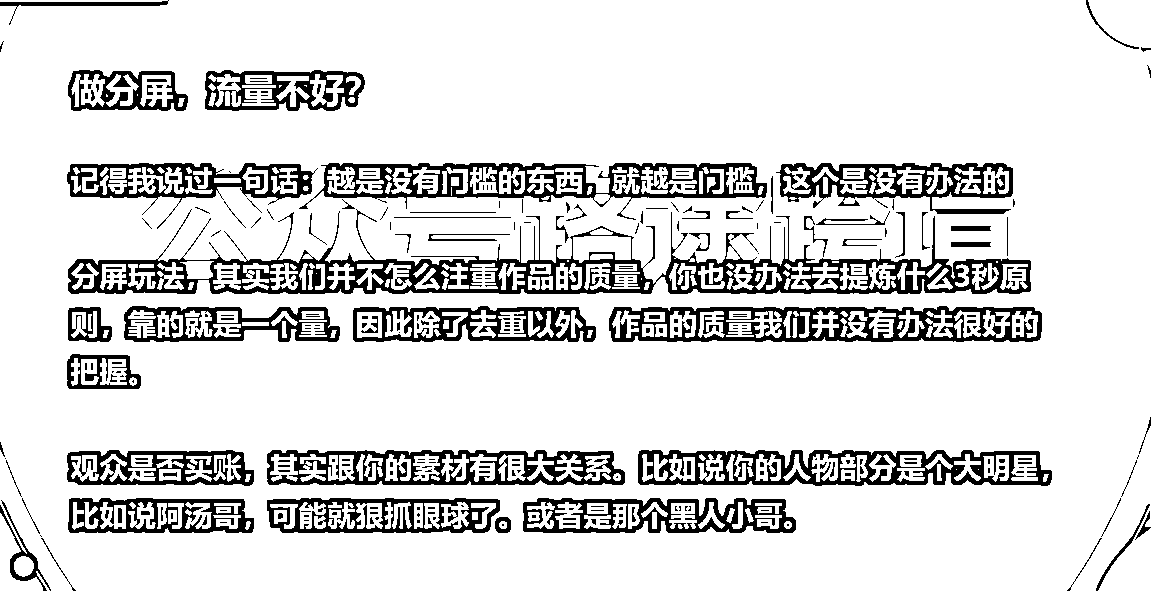 做分屏，流量不好？
记得我说过一句话：越是没有门槛的东西，就越是门槛，这个是没有办法的
公众号
分屏玩法，其实我们并不怎么注重作品的质量，你也没办法去提炼什么3秒原
则，靠的就是一个量，因此除了去重以外，作品的质量我们并没有办法很好的
把握。
观众是否买账，其实跟你的素材有很大关系。比如说你的人物部分是个大明星，
比如说阿汤哥，可能就狠抓眼球了。或者是那个黑人小哥。